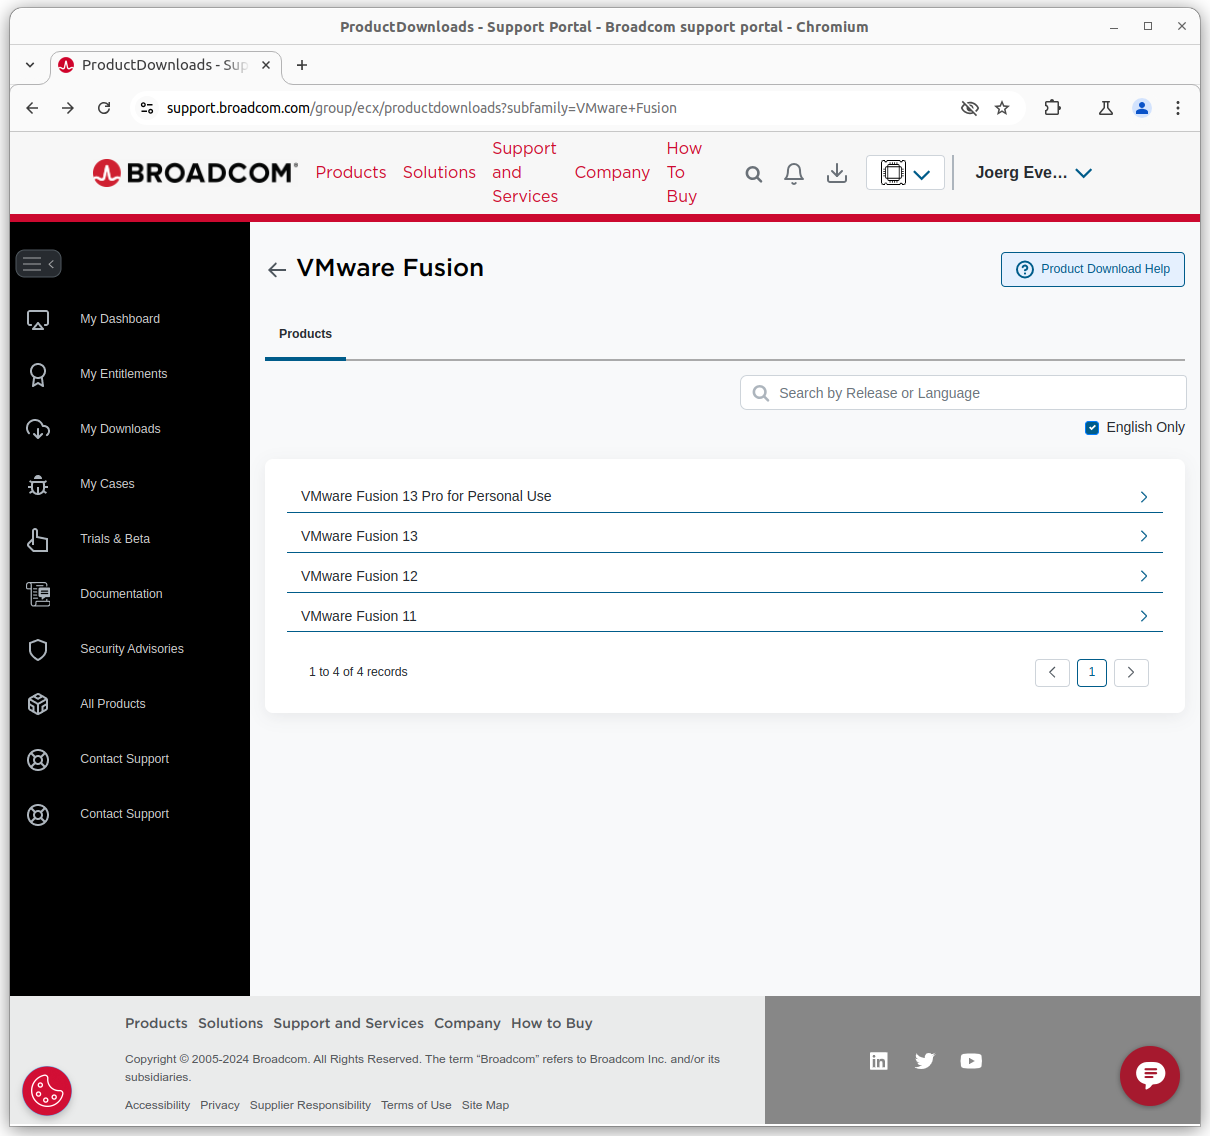 ProductDownloads - Support Portal - Broadcom support portal - Chromium
ProductDownloads - Sup
support.broadcom.com/group/ecx/productdownloads?subfamily=VMware+Fusion
BROADCOM
Products
Solutions
Support
and
Services
Company
How
To
Buy
Joerg Eve...
VMware Fusion
Product Download Help
Products
Search by Release or Language
English Only
My Dashboard
My Entitlements
My Downloads
My Cases
Trials & Beta
Documentation
Security Advisories
All Products
Contact Support
Contact Support
VMware Fusion 13 Pro for Personal Use
VMware Fusion 13
VMware Fusion 12
VMware Fusion 11
1 to 4 of 4 records
1
Products Solutions Support and Services Company How to Buy
Copyright © 2005-2024 Broadcom. All Rights Reserved. The term “Broadcom” refers to Broadcom Inc. and/or its
subsidiaries.
Accessibility Privacy Supplier Responsibility Terms of Use Site Map